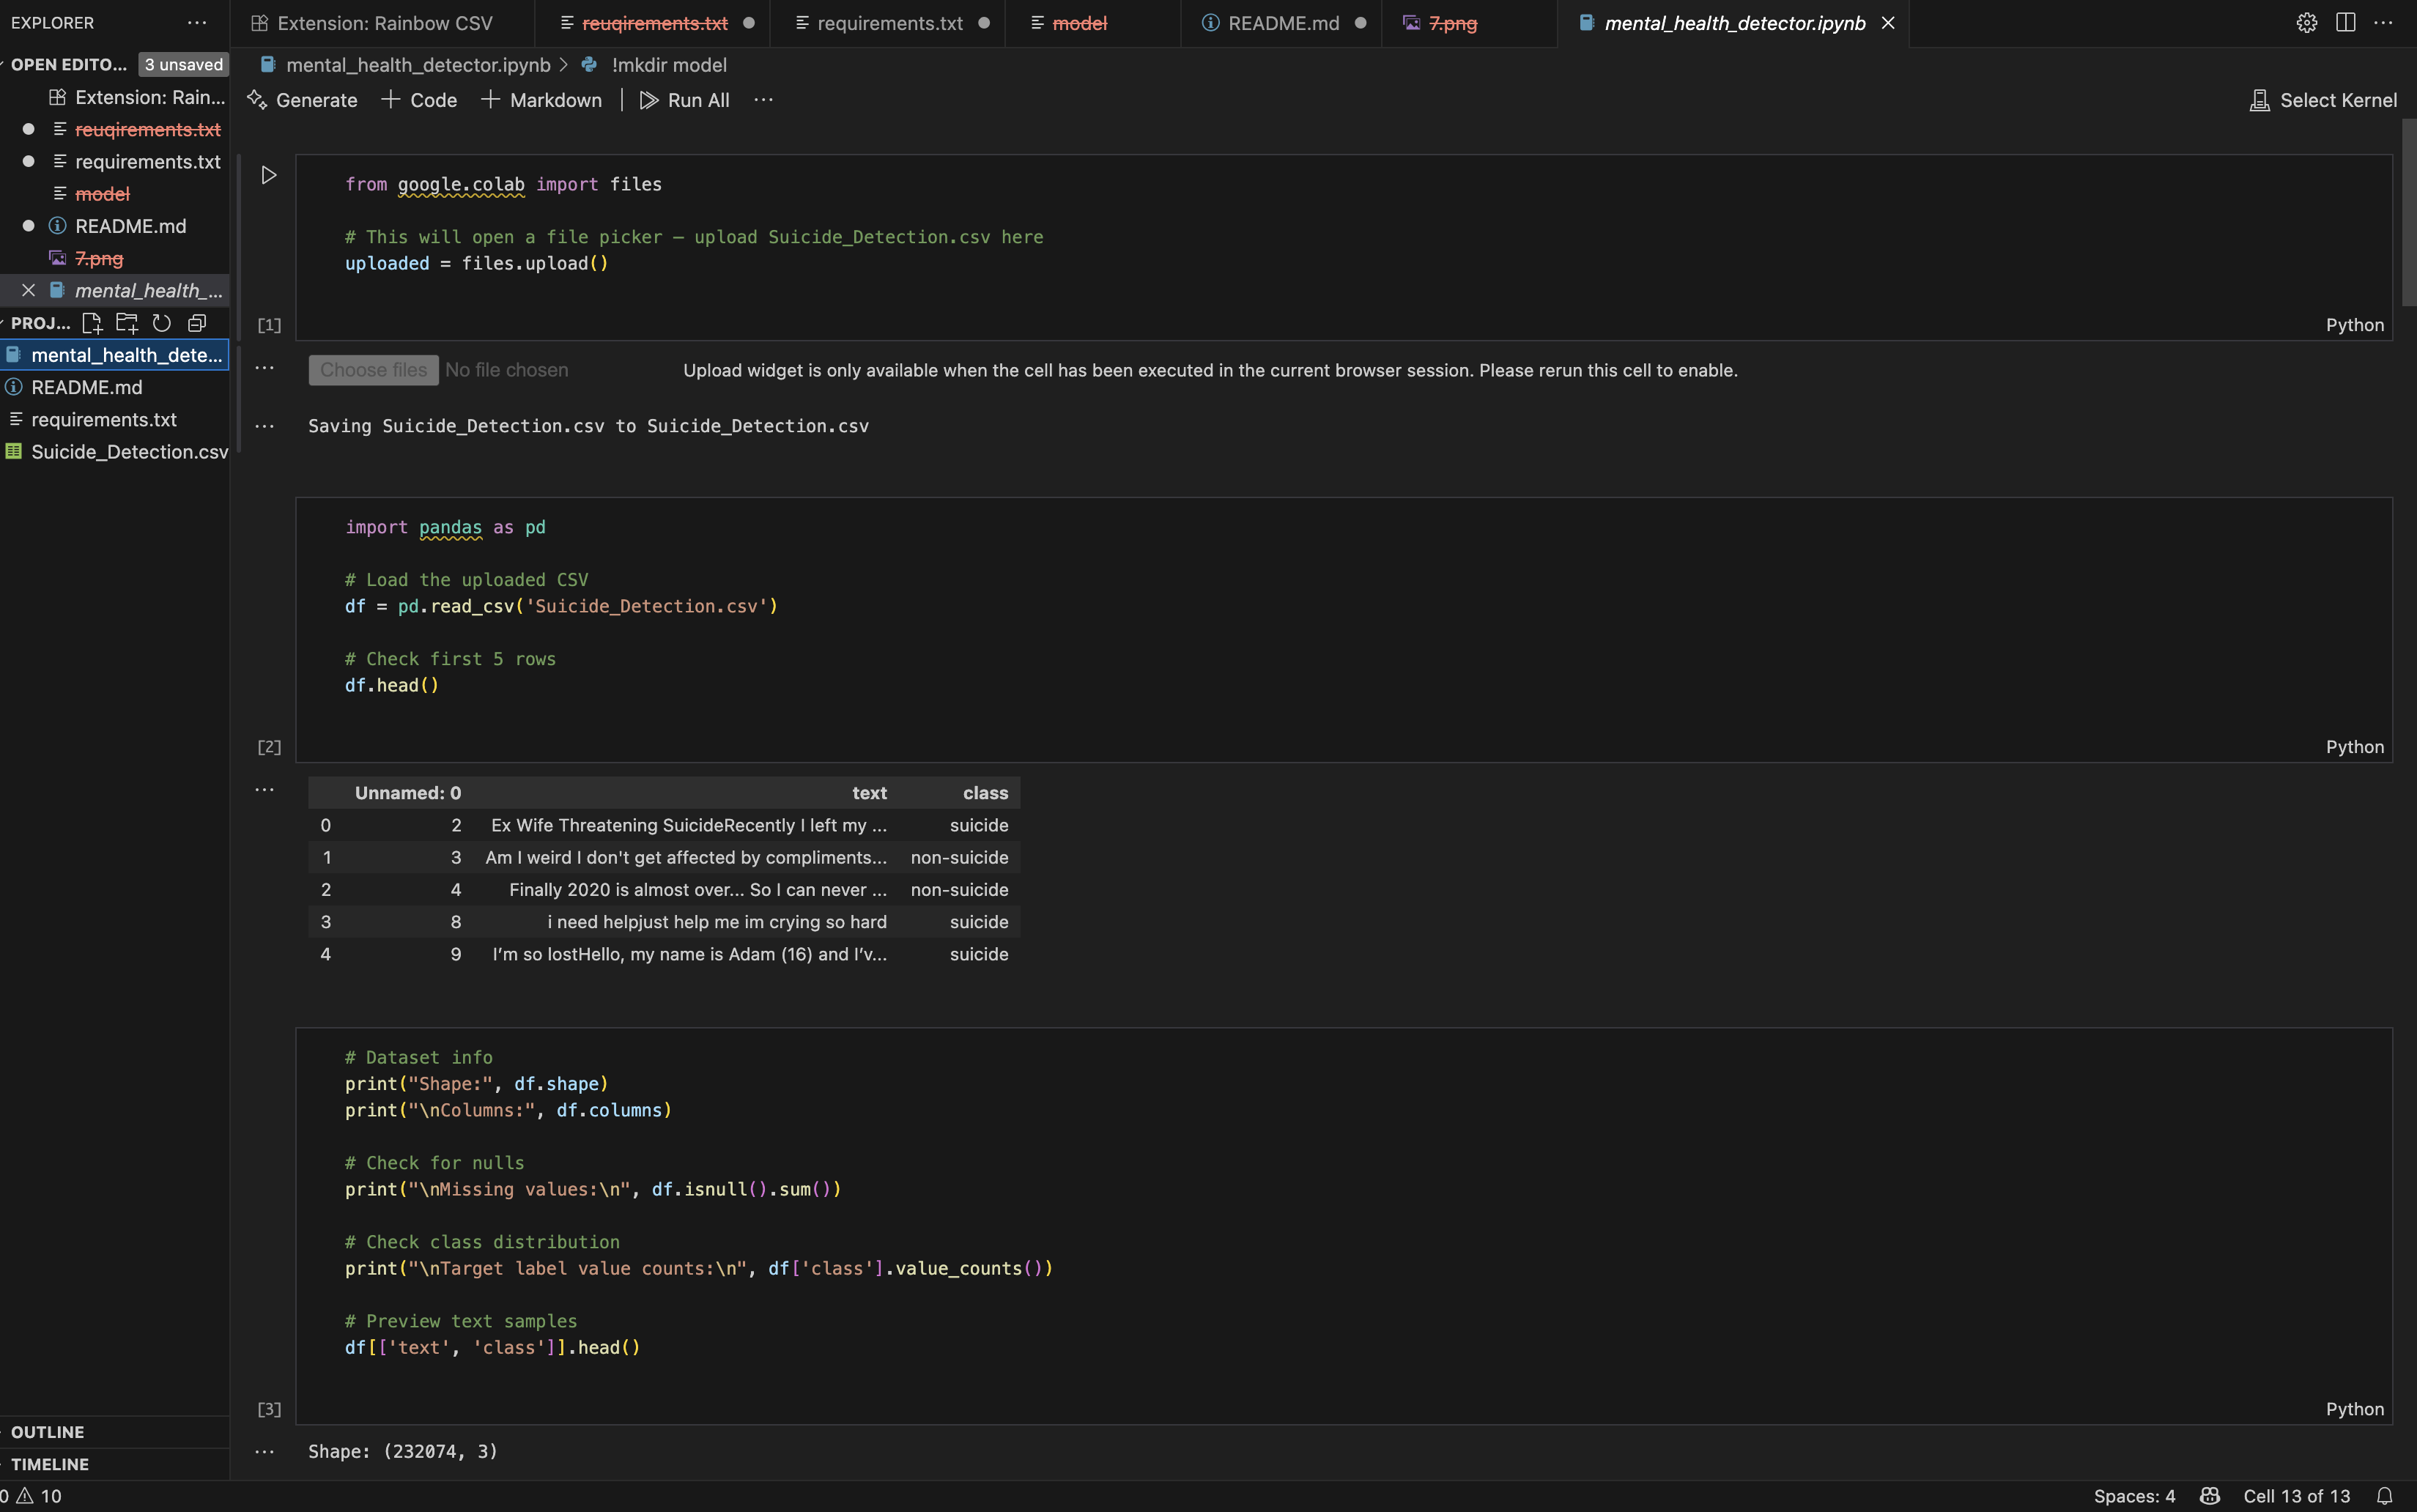 EXPLORER
Extension: Rainbow CSV
reuqirements.txt
requirements.txt
model
README.md
7.png
mental_health_detector.ipynb
OPEN EDITO...
3 unsaved
Extension: Rain...
reuqirements.txt
requirements.txt
model
README.md
7.png
mental_health_...
PROJ...
mental_health_dete...
README.md
requirements.txt
Suicide_Detection.csv
OUTLINE
TIMELINE
mental_health_detector.ipynb > !mkdir model
Generate + Code + Markdown | Run All ...
Select Kernel
from google.colab import files
# This will open a file picker – upload Suicide_Detection.csv here
uploaded = files.upload()
[1]
Python
Choose files No file chosen Upload widget is only available when the cell has been executed in the current browser session. Please rerun this cell to enable.
Saving Suicide_Detection.csv to Suicide_Detection.csv
import pandas as pd
# Load the uploaded CSV
df = pd.read_csv('Suicide_Detection.csv')
# Check first 5 rows
df.head()
[2]
Python
Unnamed: 0 text class
0 2 Ex Wife Threatening SuicideRecently I left my ... suicide
1 3 Am I weird I don't get affected by compliments... non-suicide
2 4 Finally 2020 is almost over... So I can never ... non-suicide
3 8 i need helpjust help me im crying so hard suicide
4 9 I’m so lostHello, my name is Adam (16) and I’v... suicide
# Dataset info
print("Shape:", df.shape)
print("\nColumns:", df.columns)
# Check for nulls
print("\nMissing values:\n", df.isnull().sum())
# Check class distribution
print("\nTarget label value counts:\n", df['class'].value_counts())
# Preview text samples
df[['text', 'class']].head()
[3]
Python
Shape: (232074, 3)
0 10
Spaces: 4
Cell 13 of 13